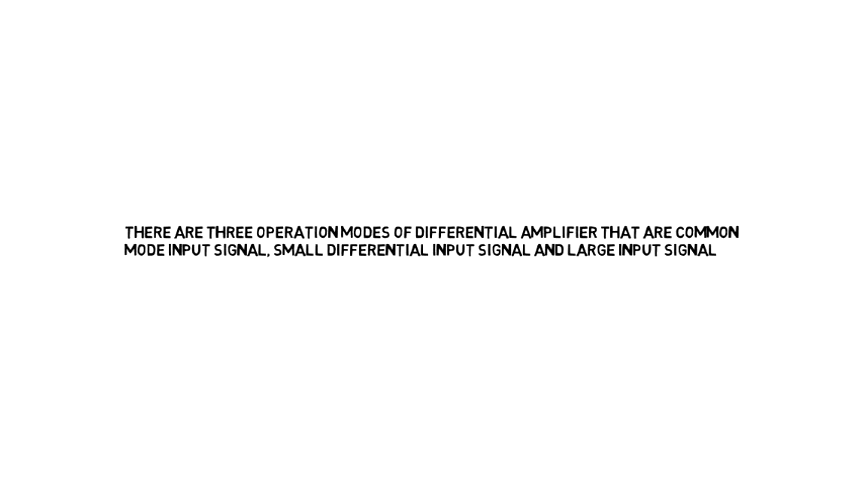 THERE ARE THREE OPERATION MODES OF DIFFERENTIAL AMPLIFIER THAT ARE COMMON
MODE INPUT SIGNAL, SMALL DIFFERENTIAL INPUT SIGNAL AND LARGE INPUT SIGNAL